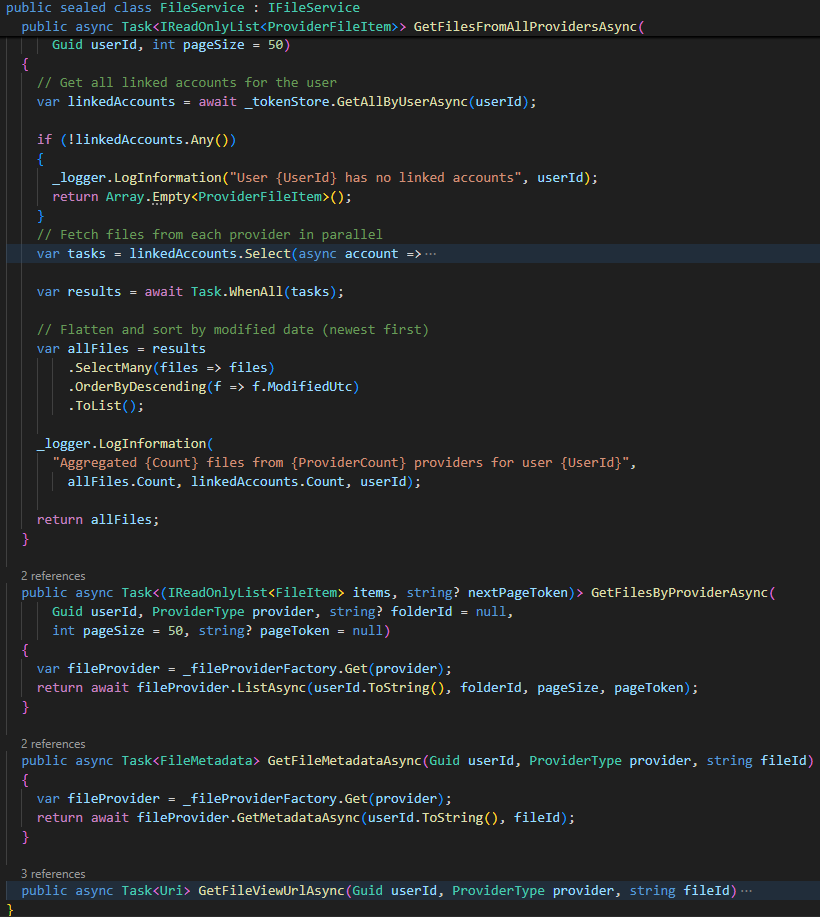 public sealed class FileService : IFileService
  public async Task<IReadOnlyList<ProviderFileItem>> GetFilesFromAllProvidersAsync(
      Guid userId, int pageSize = 50)
  {
    // Get all linked accounts for the user
    var linkedAccounts = await _tokenStore.GetAllByUserAsync(userId);

    if (!linkedAccounts.Any())
    {
      _logger.LogInformation("User {UserId} has no linked accounts", userId);
      return Array.Empty<ProviderFileItem>();
    }
    // Fetch files from each provider in parallel
    var tasks = linkedAccounts.Select(async account =>⋯

    var results = await Task.WhenAll(tasks);

    // Flatten and sort by modified date (newest first)
    var allFiles = results
        .SelectMany(files => files)
        .OrderByDescending(f => f.ModifiedUtc)
        .ToList();

    _logger.LogInformation(
      "Aggregated {Count} files from {ProviderCount} providers for user {UserId}",
        allFiles.Count, linkedAccounts.Count, userId);

    return allFiles;
  }

  2 references
  public async Task<(IReadOnlyList<FileItem> items, string? nextPageToken)> GetFilesByProviderAsync(
      Guid userId, ProviderType provider, string? folderId = null,
      int pageSize = 50, string? pageToken = null)
  {
    var fileProvider = _fileProviderFactory.Get(provider);
    return await fileProvider.ListAsync(userId.ToString(), folderId, pageSize, pageToken);
  }

  2 references
  public async Task<FileMetadata> GetFileMetadataAsync(Guid userId, ProviderType provider, string fileId)
  {
    var fileProvider = _fileProviderFactory.Get(provider);
    return await fileProvider.GetMetadataAsync(userId.ToString(), fileId);
  }

  3 references
  public async Task<Uri> GetFileViewUrlAsync(Guid userId, ProviderType provider, string fileId)⋯
}